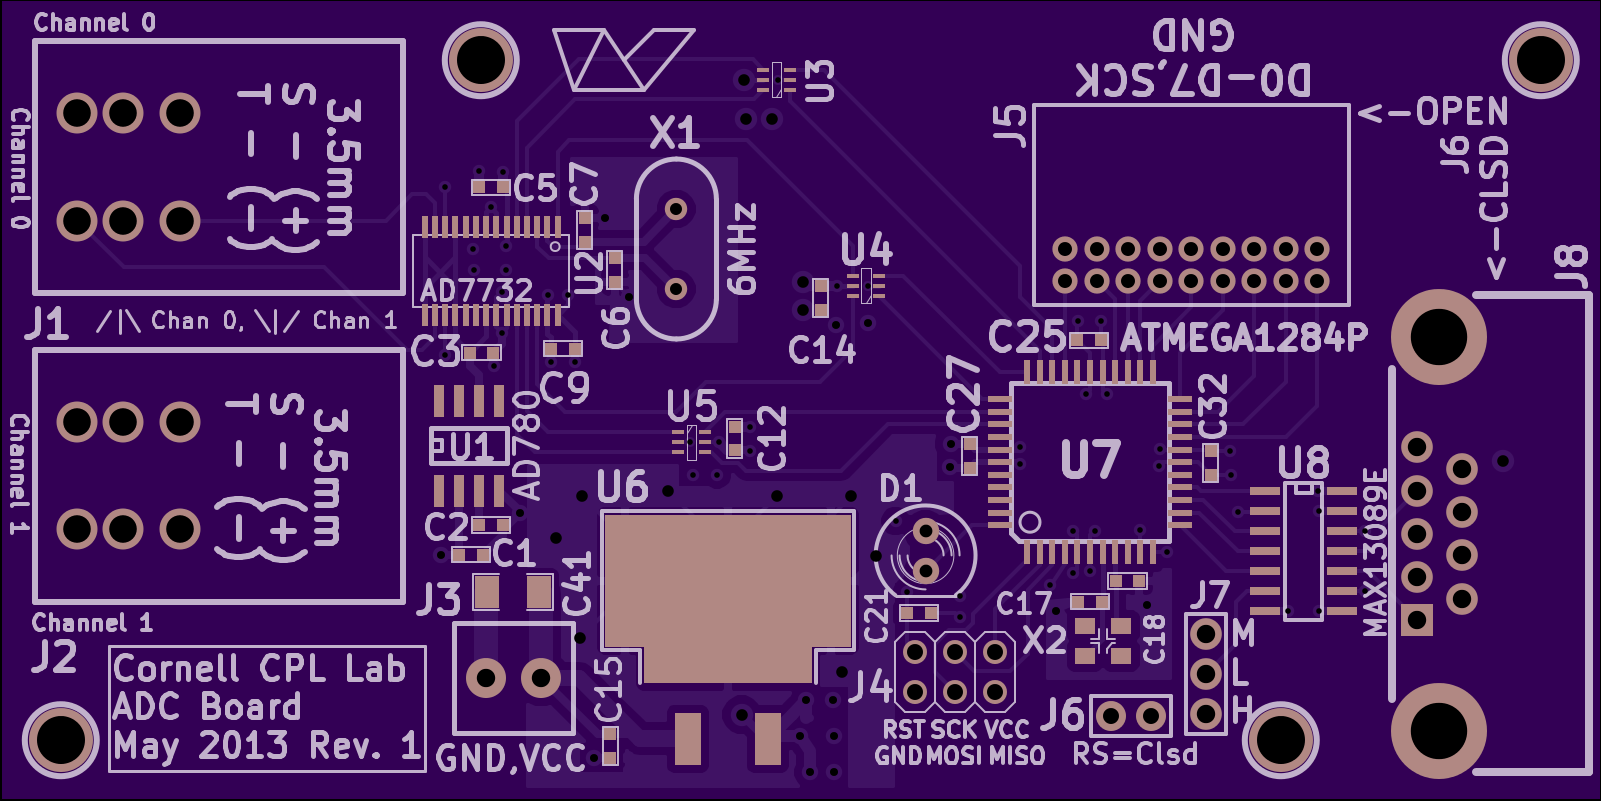 Channel 0
Channel 0
S - (-)
T - (+)
3.5mm
J1
/|\ Chan 0, \|/ Chan 1
Channel 1
S - (-)
T - (+)
3.5mm
Channel 1
J2
Cornell CPL Lab
ADC Board
May 2013 Rev. 1
C5
C7
U2
AD7732
C6
C3
C9
X1
6MHz
U3
U4
C14
U5
C12
U1
AD780
C2
C1
C41
J3
GND,VCC
C15
U6
D1
C21
J4
RST SCK VCC
GND MOSI MISO
GND
D0-D7,SCK
J5
<-OPEN
J6
<-CLSD
C25
ATMEGA1284P
C27
U7
C32
C17
X2
C18
J7
M
L
H
J6
RS=Clsd
U8
MAX13089E
J8